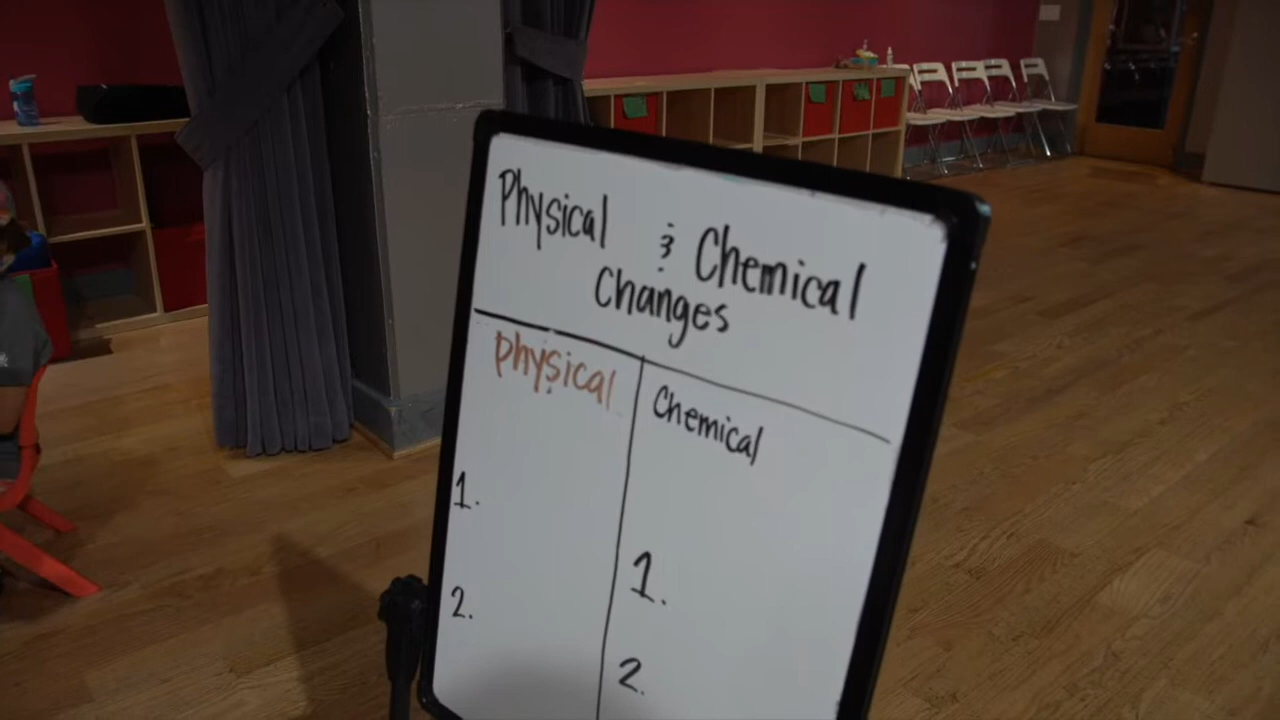 Physical & Chemical
Changes
physical
Chemical
1.
2.
1.
2.